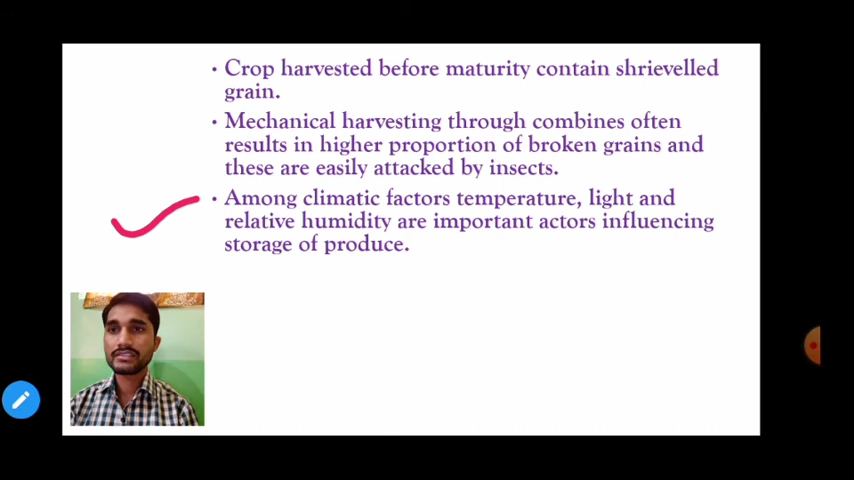 • Crop harvested before maturity contain shrievelled
grain.
• Mechanical harvesting through combines often
results in higher proportion of broken grains and
these are easily attacked by insects.
• Among climatic factors temperature, light and
relative humidity are important actors influencing
storage of produce.